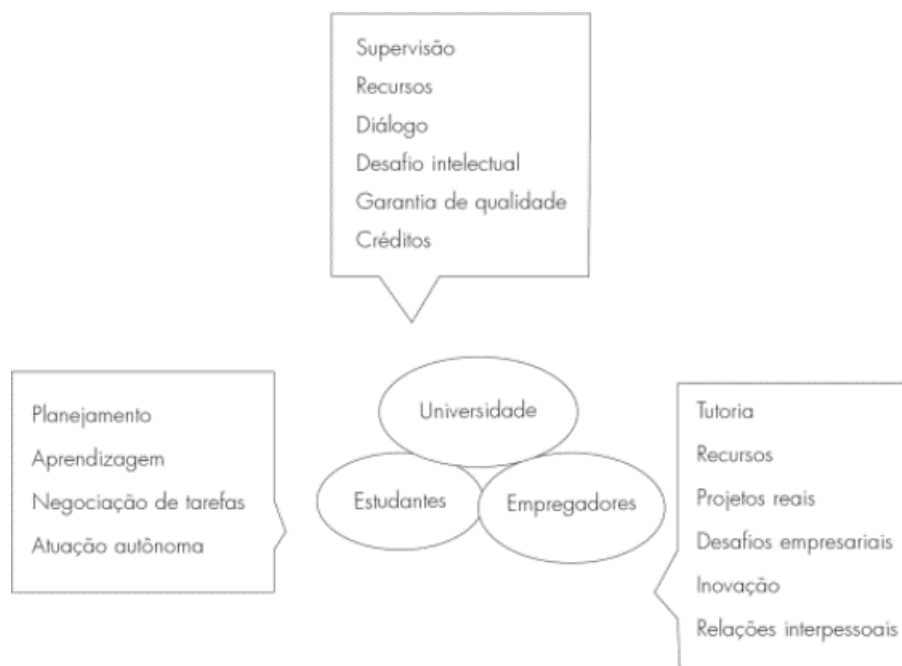 Supervisão
Recursos
Diálogo
Desafio intelectual
Garantia de qualidade
Créditos
Universidade
Estudantes
Empregadores
Planejamento
Aprendizagem
Negociação de tarefas
Atuação autônoma
Tutoria
Recursos
Projetos reais
Desafios empresariais
Inovação
Relações interpessoais